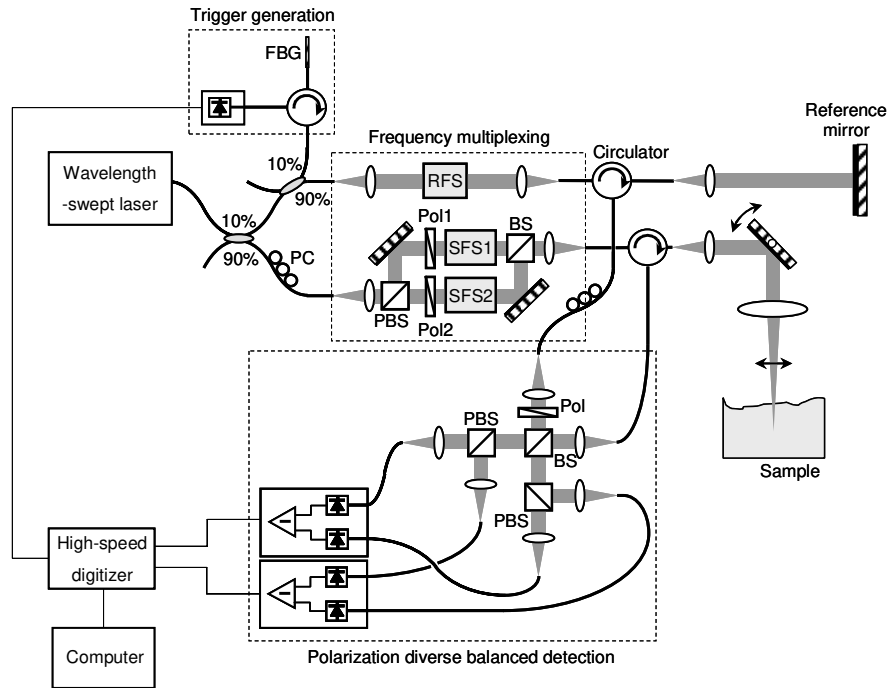 Trigger generation
FBG
Reference
mirror
Frequency multiplexing
Circulator
10%
90%
RFS
Wavelength
-swept laser
10%
90%
PC
Pol1
SFS1
BS
SFS2
PBS
Pol2
Pol
PBS
BS
PBS
Sample
High-speed
digitizer
Computer
Polarization diverse balanced detection